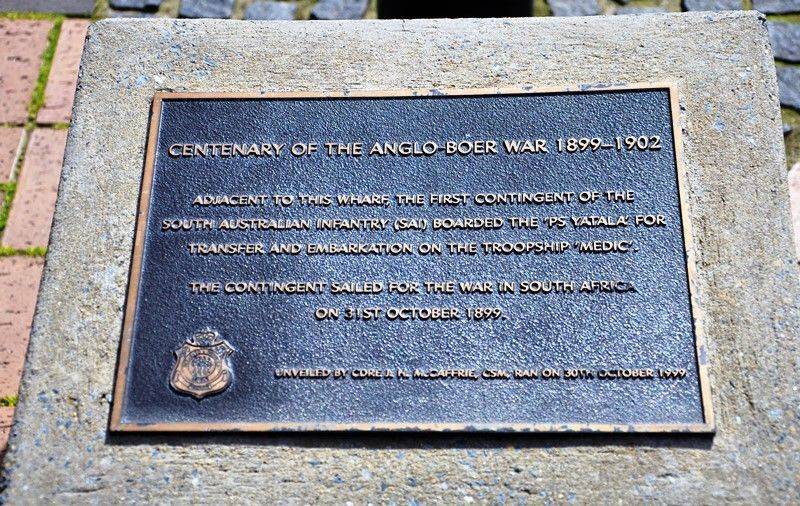 CENTENARY OF THE ANGLO-BOER WAR 1899–1902
ADJACENT TO THIS WHARF, THE FIRST CONTINGENT OF THE
SOUTH AUSTRALIAN INFANTRY (SAI) BOARDED THE 'PS YATALA' FOR
TRANSFER AND EMBARKATION ON THE TROOPSHIP 'MEDIC'.
THE CONTINGENT SAILED FOR THE WAR IN SOUTH AFRICA
ON 31ST OCTOBER 1899.
UNVEILED BY CDRE J. H. McCAFFRIE, CSM, RAN ON 30TH OCTOBER 1999